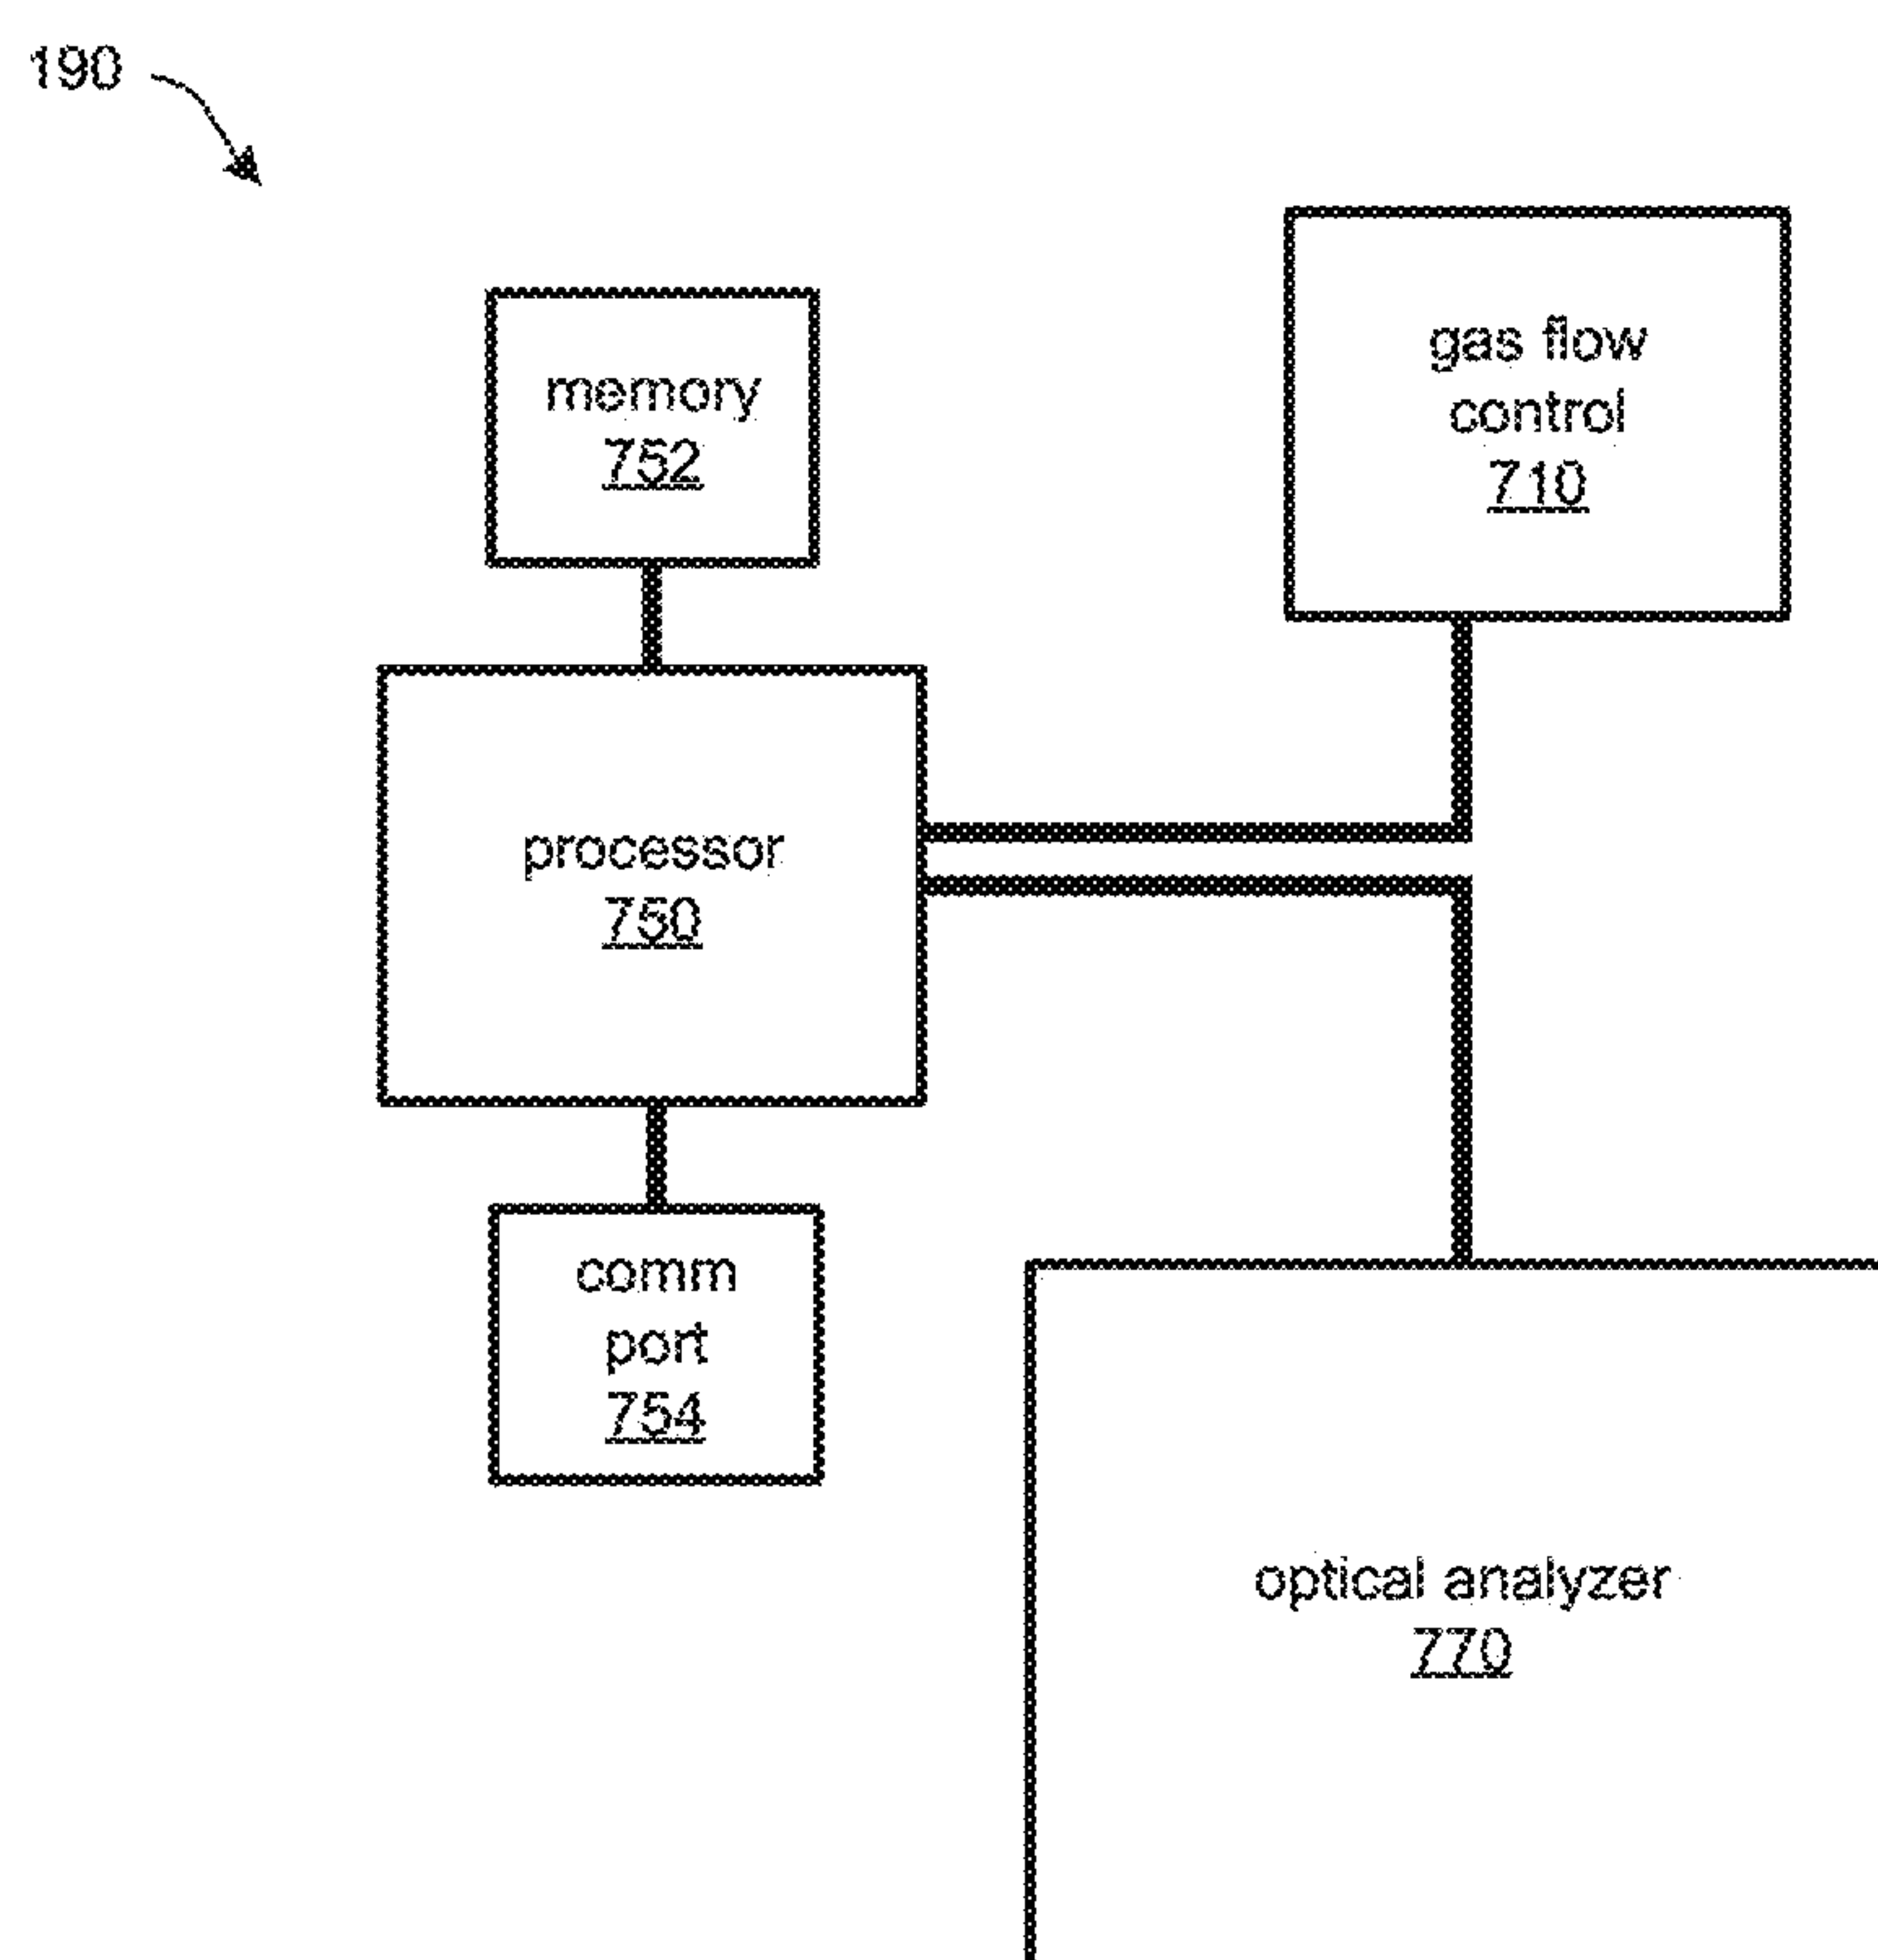 190
memory
752
gas flow
control
710
processor
750
comm
port
754
optical analyzer
770